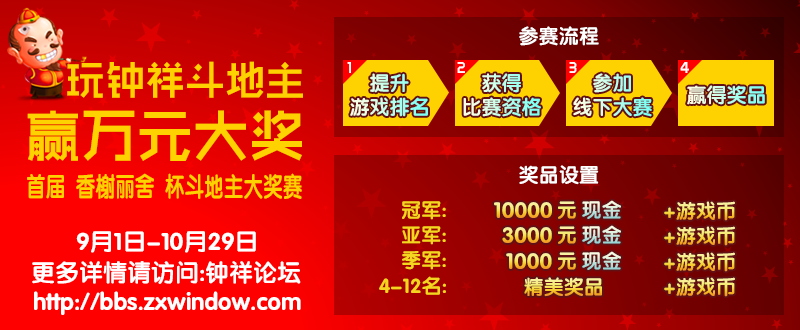 玩钟祥斗地主
赢万元大奖
首届 香榭丽舍 杯斗地主大奖赛
9月1日-10月29日
更多详情请访问:钟祥论坛
http://bbs.zxwindow.com
参赛流程
1 提升
游戏排名
2 获得
比赛资格
3 参加
线下大赛
4 赢得奖品
奖品设置
冠军: 10000 元 现金 +游戏币
亚军: 3000 元 现金 +游戏币
季军: 1000 元 现金 +游戏币
4-12名: 精美奖品 +游戏币